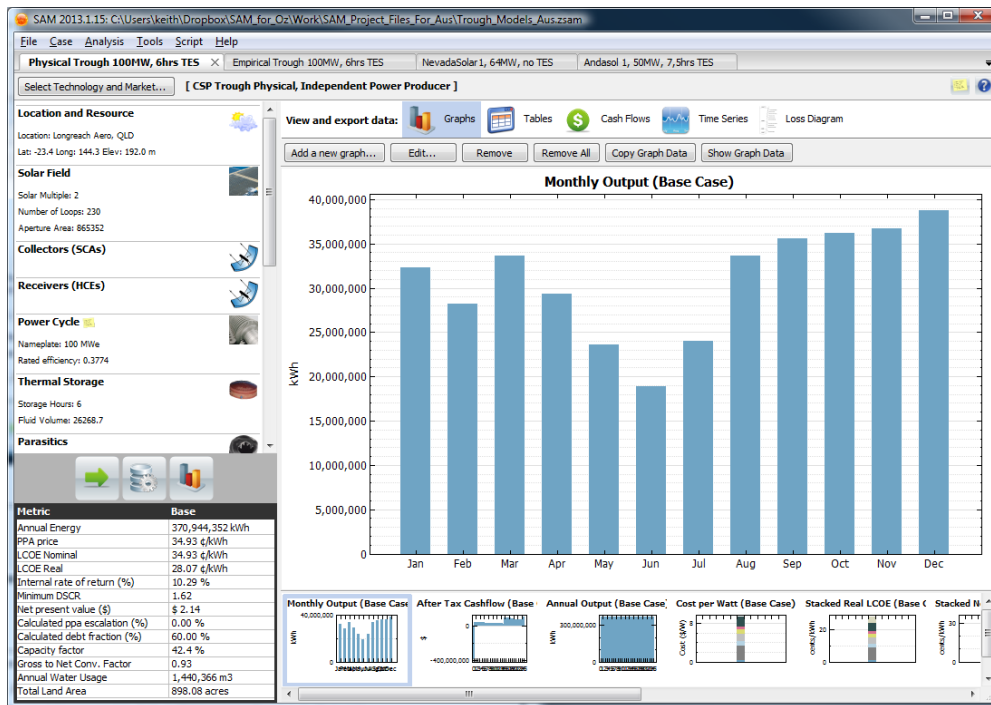 SAM 2013.1.15: C:\Users\keith\Dropbox\SAM_for_Oz\Work\SAM_Project_Files_For_Aus\Trough_Models_Aus.zsam
File Case Analysis Tools Script Help
Physical Trough 100MW, 6hrs TES Empirical Trough 100MW, 6hrs TES NevadaSolar1, 64MW, no TES Andasol 1, 50MW, 7,5hrs TES
Select Technology and Market... [ CSP Trough Physical, Independent Power Producer ]
Location and Resource
Location: Longreach Aero, QLD
Lat: -23.4 Long: 144.3 Elev: 192.0 m
Solar Field
Solar Multiple: 2
Number of Loops: 230
Aperture Area: 865352
Collectors (SCAs)
Receivers (HCEs)
Power Cycle
Nameplate: 100 MWe
Rated efficiency: 0.3774
Thermal Storage
Storage Hours: 6
Fluid Volume: 26268.7
Parasitics
Metric Base
Annual Energy 370,944,352 kWh
PPA price 34.93 ¢/kWh
LCOE Nominal 34.93 ¢/kWh
LCOE Real 28.07 ¢/kWh
Internal rate of return (%) 10.29 %
Minimum DSCR 1.62
Net present value ($) $ 2.14
Calculated ppa escalation (%) 0.00 %
Calculated debt fraction (%) 60.00 %
Capacity factor 42.4 %
Gross to Net Conv. Factor 0.93
Annual Water Usage 1,440,366 m3
Total Land Area 898.08 acres
View and export data: Graphs Tables Cash Flows Time Series Loss Diagram
Add a new graph... Edit... Remove Remove All Copy Graph Data Show Graph Data
Monthly Output (Base Case)
40,000,000
35,000,000
30,000,000
25,000,000
20,000,000
15,000,000
10,000,000
5,000,000
0
kWh
Jan Feb Mar Apr May Jun Jul Aug Sep Oct Nov Dec
Monthly Output (Base Case After Tax Cashflow (Base Annual Output (Base Case) Cost per Watt (Base Case) Stacked Real LCOE (Base C Stacked N
40,000,000
0
kWh
0
-400,000,000
$
300,000,000
0
kWh
8
0
Cost ($/W)
20
0
cents/kWh
30
0
cents/kWh